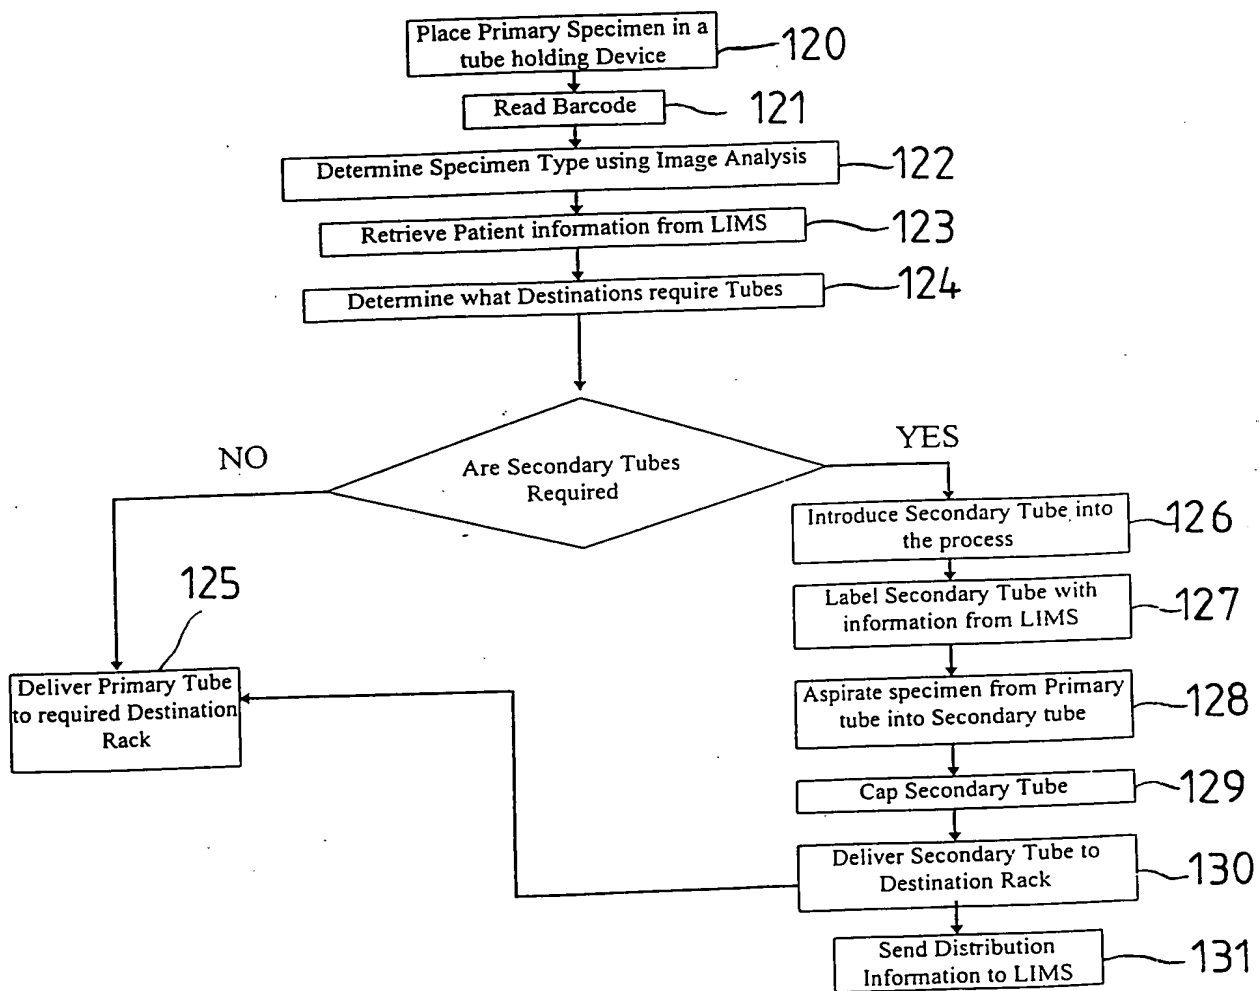 Place Primary Specimen in a
tube holding Device
120
Read Barcode
121
Determine Specimen Type using Image Analysis
122
Retrieve Patient information from LIMS
123
Determine what Destinations require Tubes
124
NO
YES
Are Secondary Tubes
Required
Introduce Secondary Tube into
the process
126
125
Label Secondary Tube with
information from LIMS
127
Deliver Primary Tube
to required Destination
Rack
Aspirate specimen from Primary
tube into Secondary tube
128
Cap Secondary Tube
129
Deliver Secondary Tube to
Destination Rack
130
Send Distribution
Information to LIMS
131